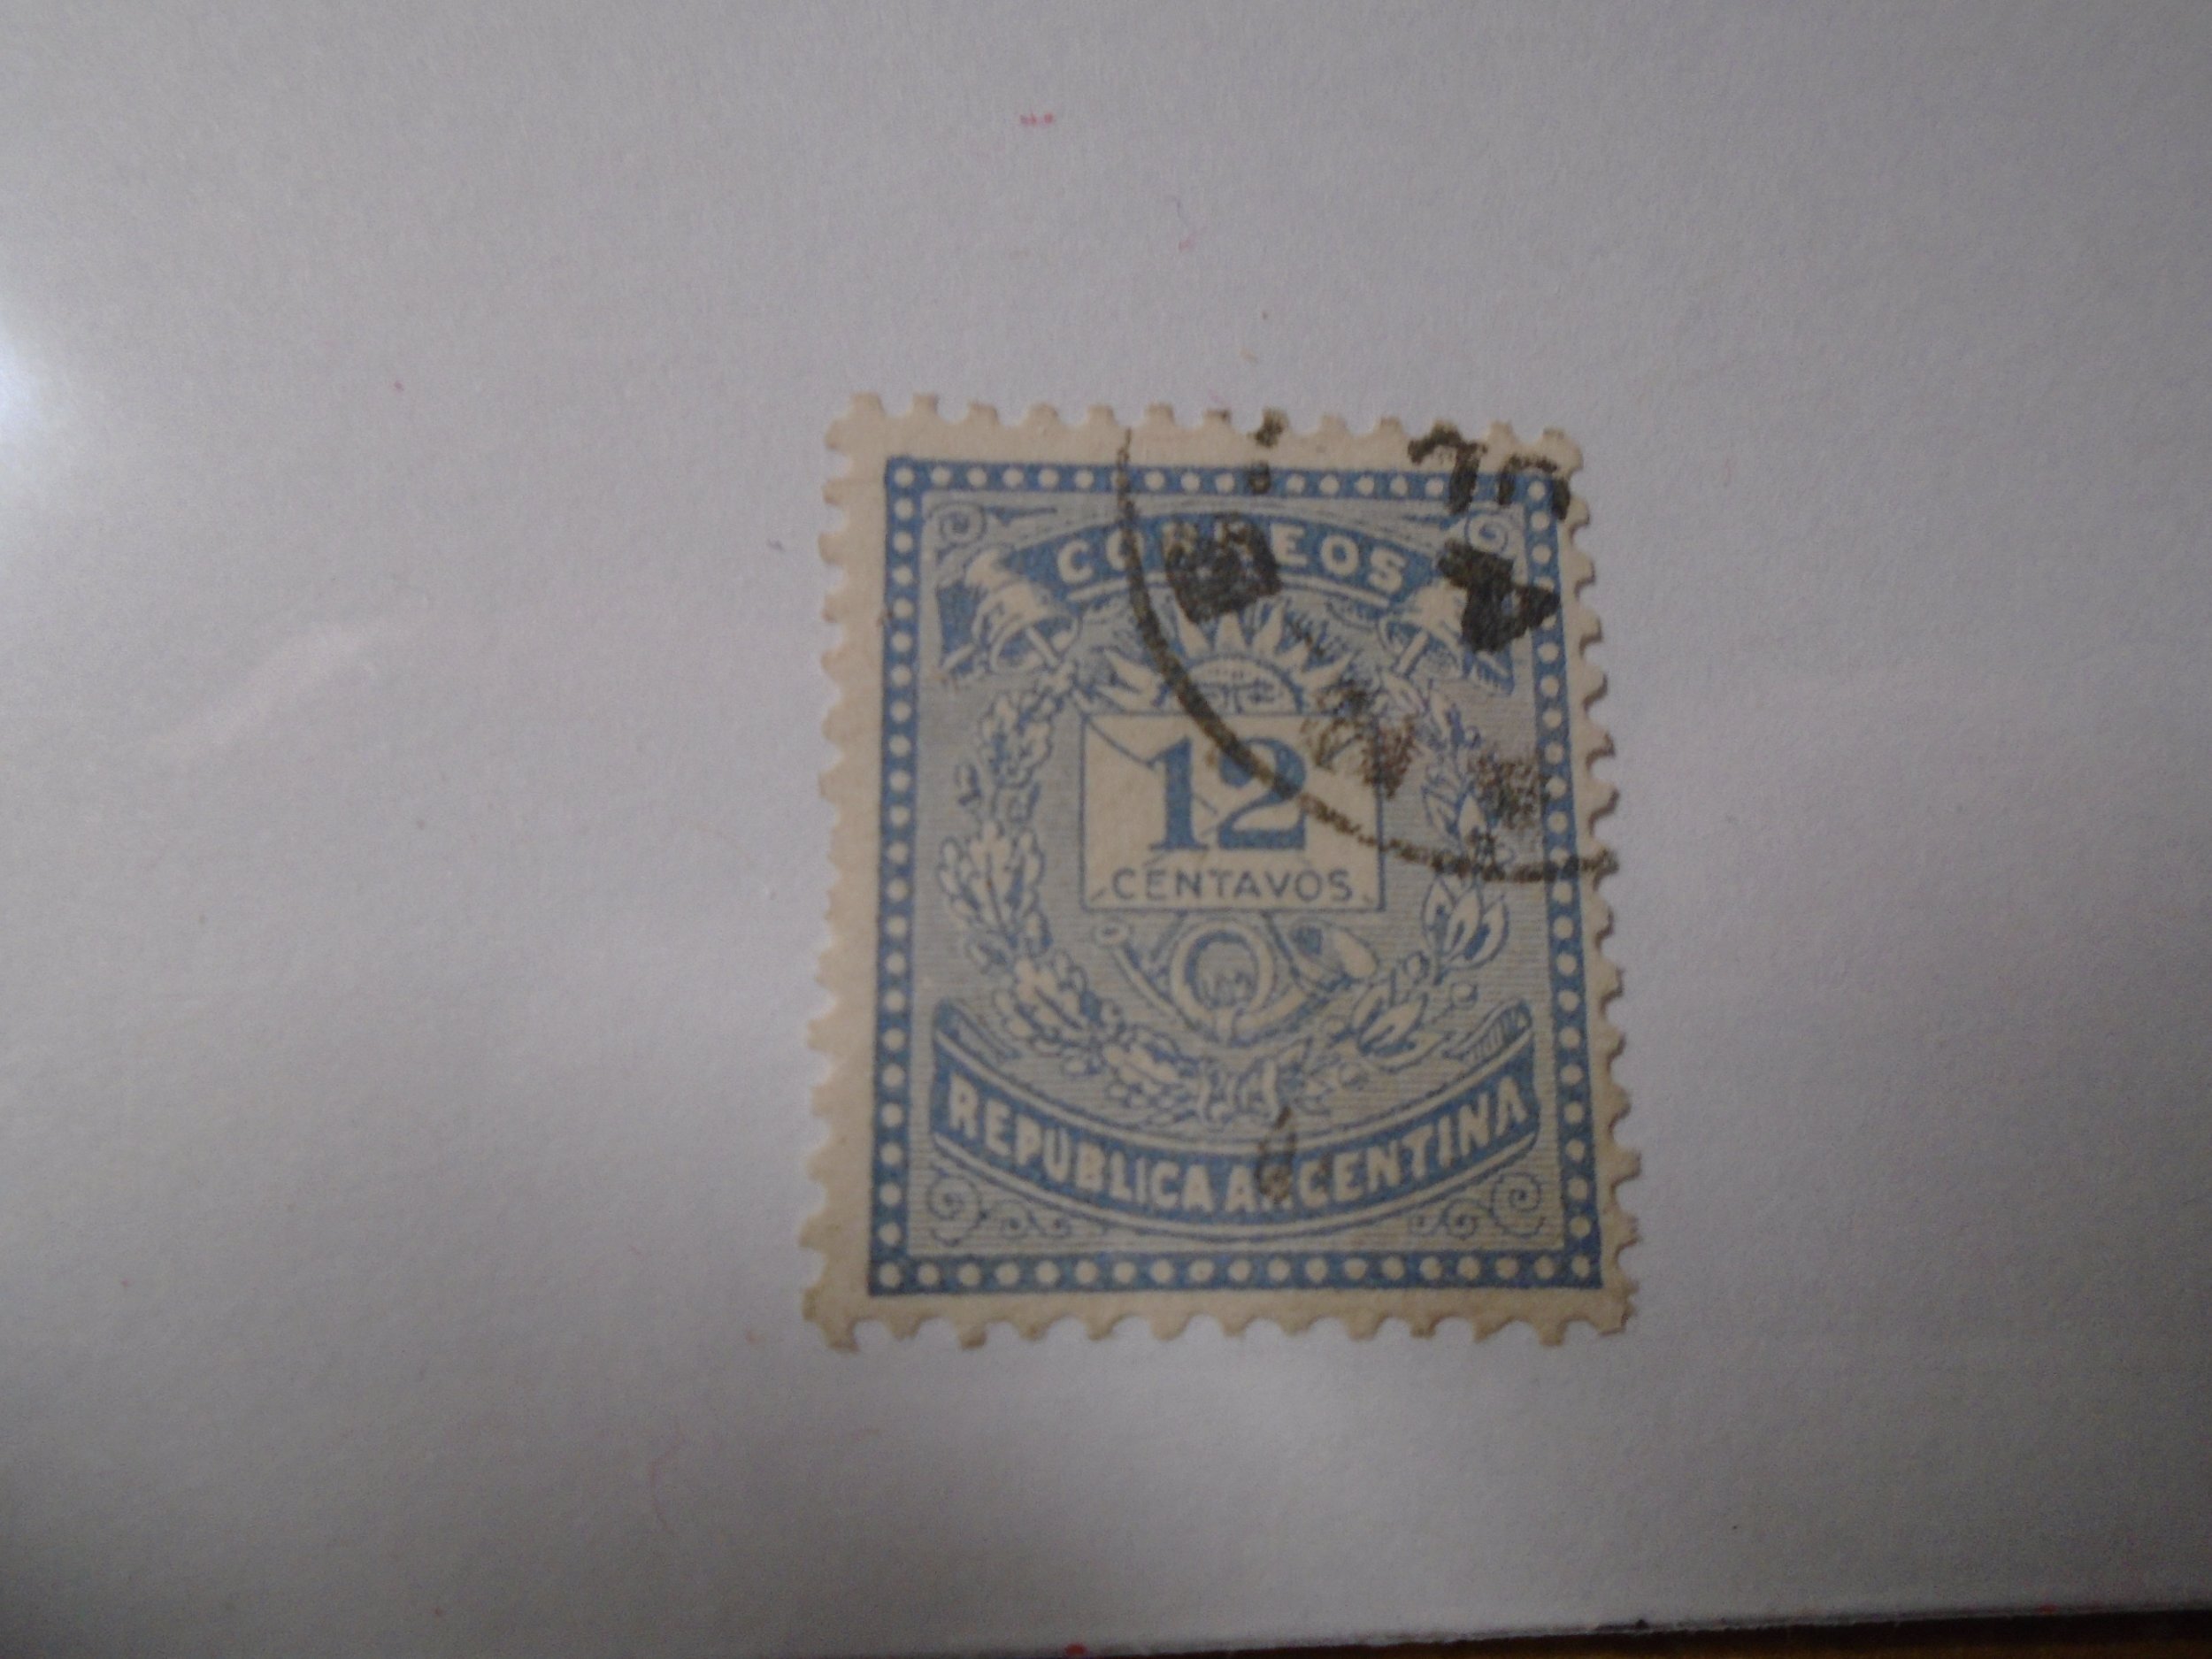 CORREOS
12
CENTAVOS
REPUBLICA ARGENTINA